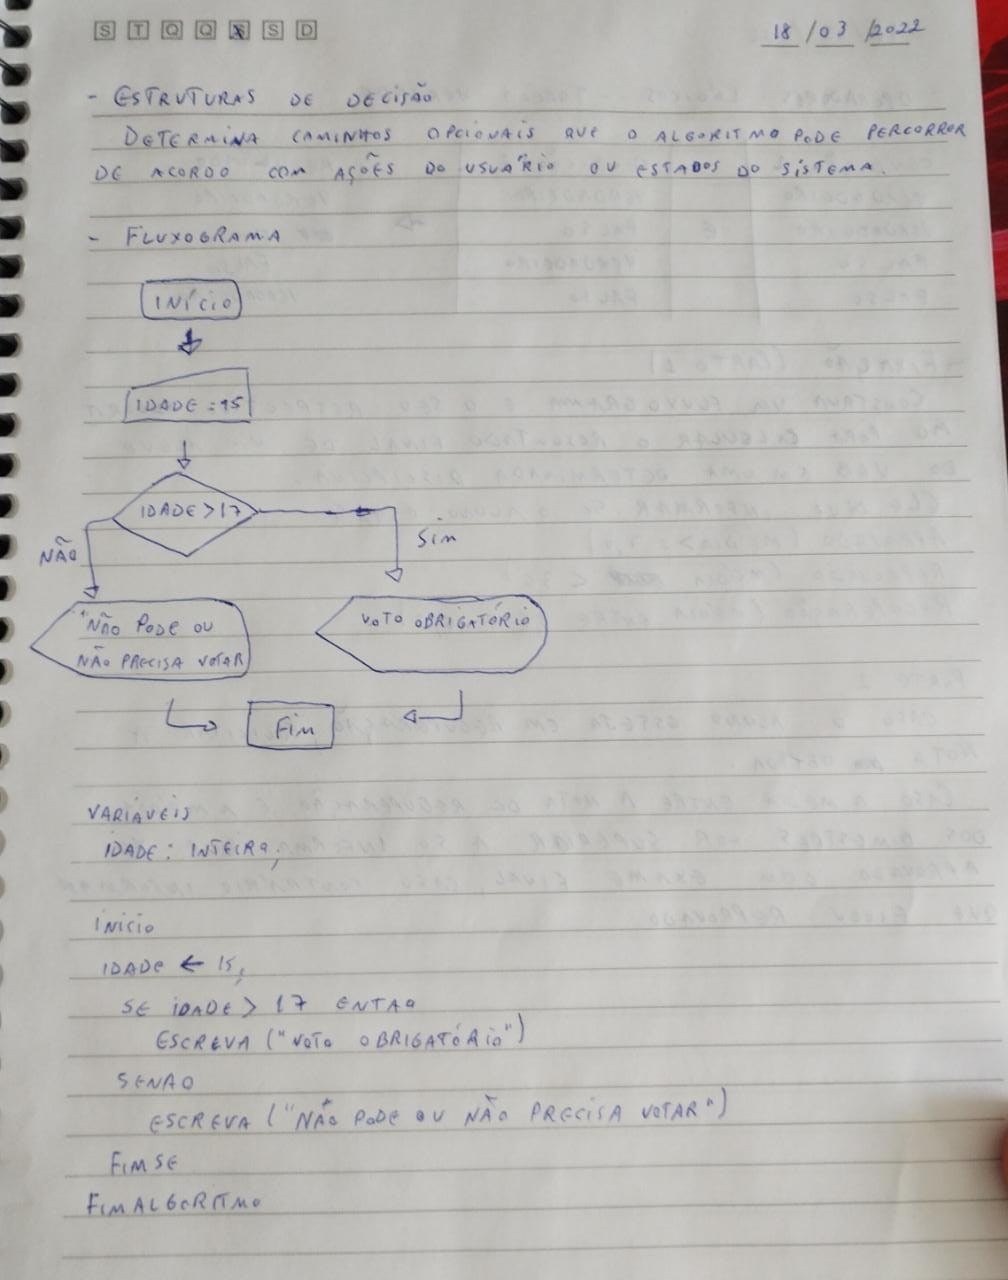 S T Q Q S S D
18 / 03 / 2022
- ESTRUTURAS DE DECISÃO
DETERMINA CAMINHOS OPCIONAIS QUE O ALGORITMO PODE PERCORRER
DE ACORDO COM AÇÕES DO USUÁRIO OU ESTADOS DO SISTEMA.
- FLUXOGRAMA
INÍCIO
IDADE = 15
IDADE > 17
SIM
NÃO
"NÃO PODE OU
NÃO PRECISA VOTAR
VOTO OBRIGATÓRIO
FIM
VARIÁVEIS
IDADE: INTEIRA;
INICIO
IDADE ← 15;
SE IDADE > 17 ENTAO
ESCREVA ("VOTO OBRIGATÓRIO")
SENAO
ESCREVA ("NÃO PODE OU NÃO PRECISA VOTAR")
FIMSE
FIMALGORITMO